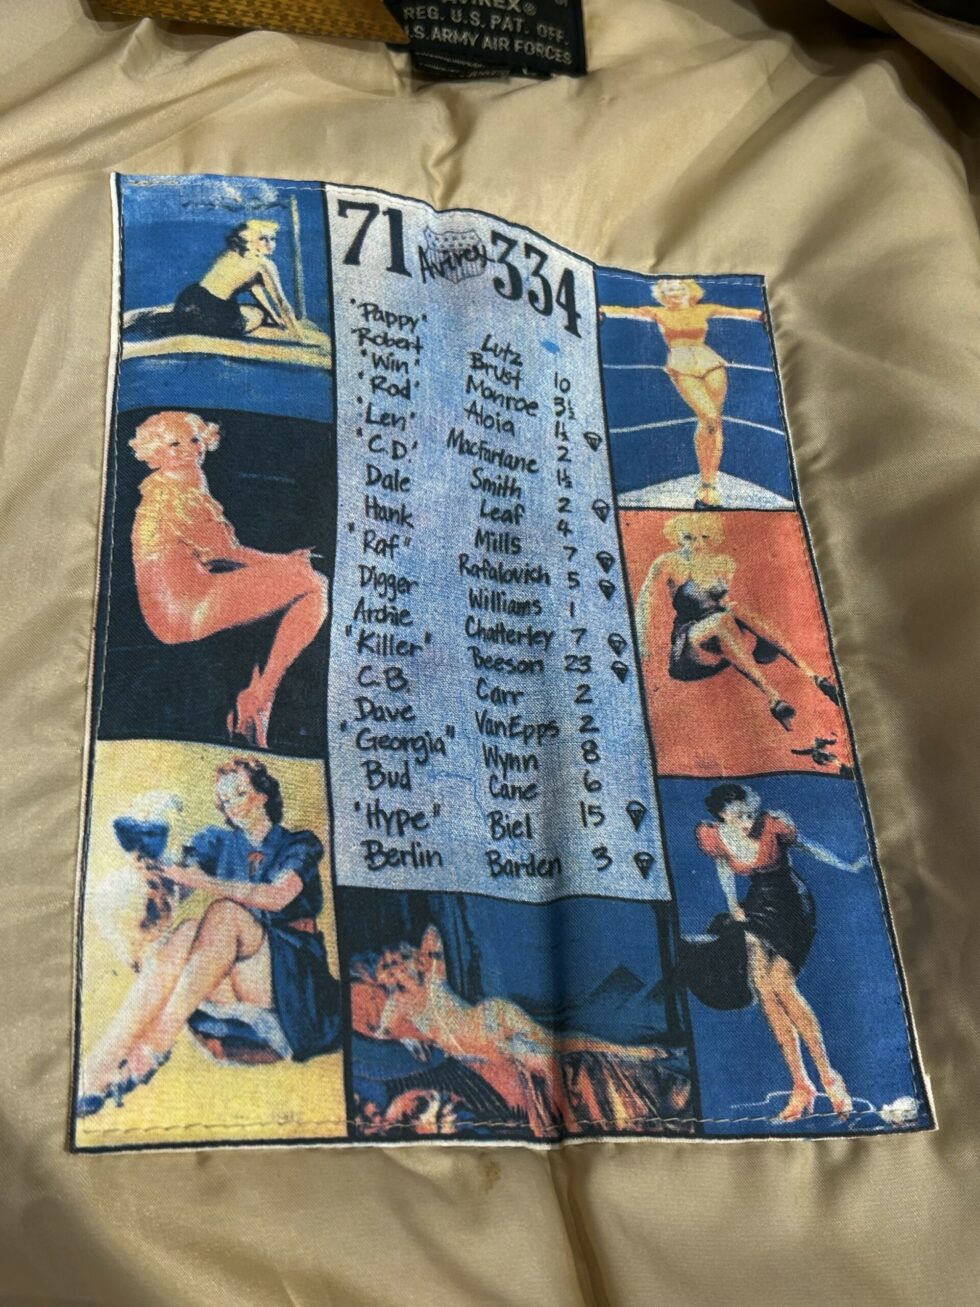 AVIREX®
REG. U.S. PAT. OFF.
U.S. ARMY AIR FORCES
71 Avirex 334
"Pappy" Lutz 10
"Robert Brust 3½
"Win" Monroe
"Rod" Aloia 2
"Len" MacFarlane 1½
"C.D." Smith 2
Dale Leaf 4
Hank Mills 7
"Raf" Rafalovich 5
Digger Williams 1
Archie Chatterley 7
"Killer" Beeson 23
C.B. Carr 2
Dave VanEpps 2
"Georgia" Wynn 8
Bud Cane 6
"Hype" Biel 15
Berlin Barden 3